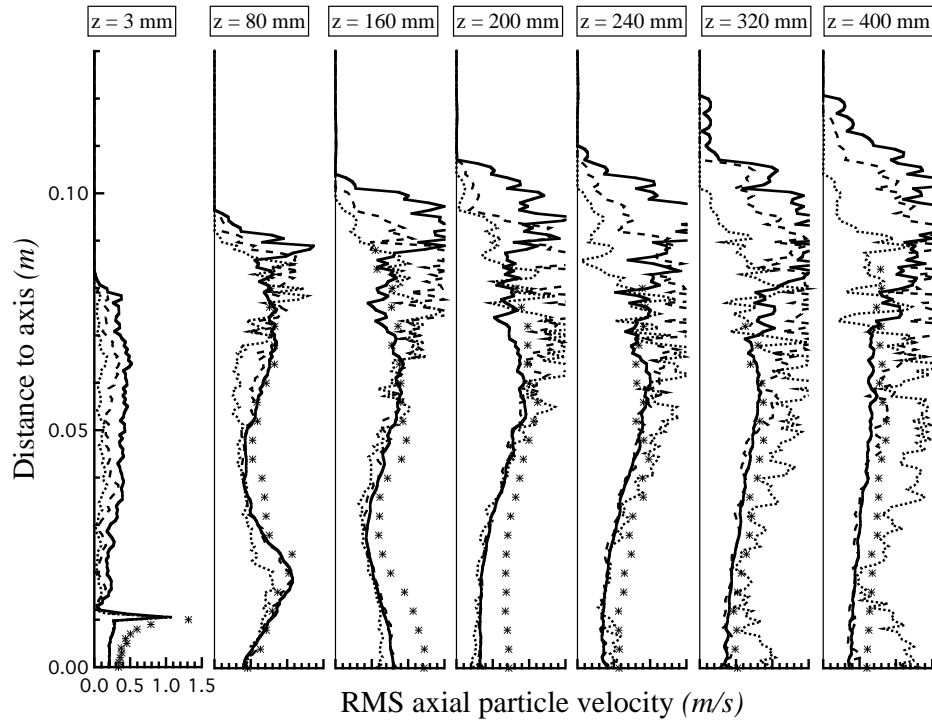 z = 3 mm z = 80 mm z = 160 mm z = 200 mm z = 240 mm z = 320 mm z = 400 mm
0.10
0.05
0.00
Distance to axis (m)
0.0 0.5 1.0 1.5
RMS axial particle velocity (m/s)